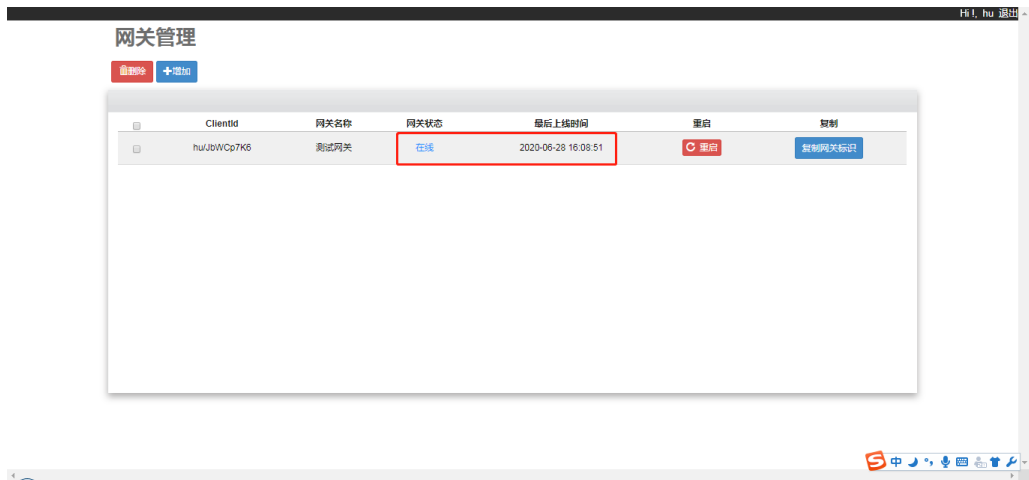 Hi !, hu 退出
网关管理
删除 增加
ClientId 网关名称 网关状态 最后上线时间 重启 复制
hu/JbWCp7K6 测试网关 在线 2020-06-28 16:08:51 重启 复制网关标识
中